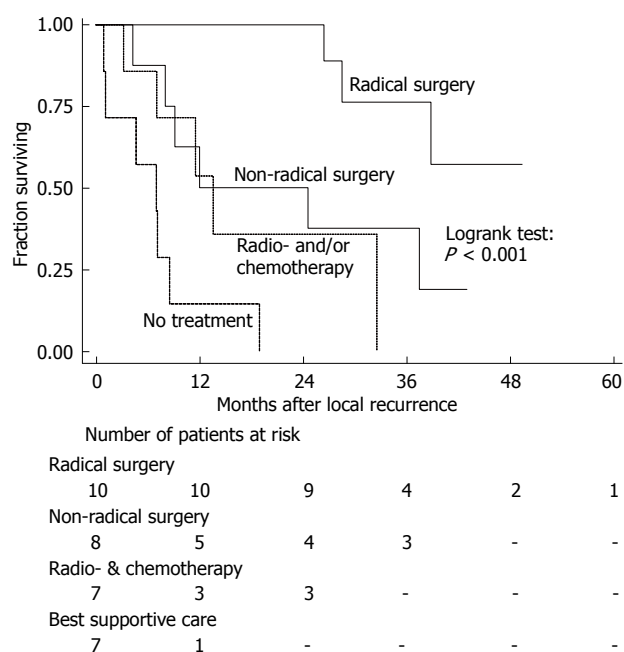 1.00
0.75
0.50
0.25
0.00
Fraction surviving
Radical surgery
Non-radical surgery
Radio- and/or
chemotherapy
No treatment
Logrank test:
P < 0.001
0 12 24 36 48 60
Months after local recurrence
Number of patients at risk
Radical surgery
10 10 9 4 2 1
Non-radical surgery
8 5 4 3 - -
Radio- & chemotherapy
7 3 3 - - -
Best supportive care
7 1 - - - -